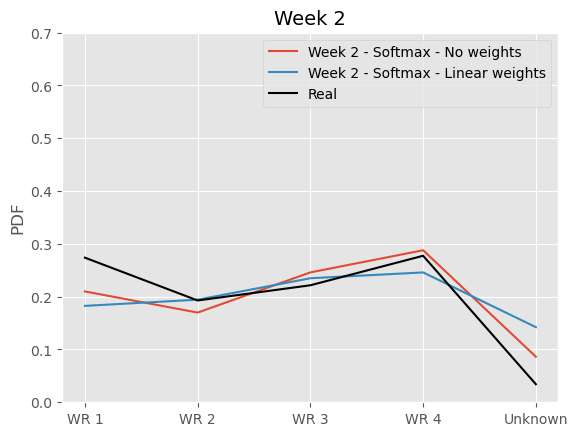 Week 2
0.7
0.6
0.5
0.4
0.3
0.2
0.1
0.0
PDF
Week 2 - Softmax - No weights
Week 2 - Softmax - Linear weights
Real
WR 1
WR 2
WR 3
WR 4
Unknown